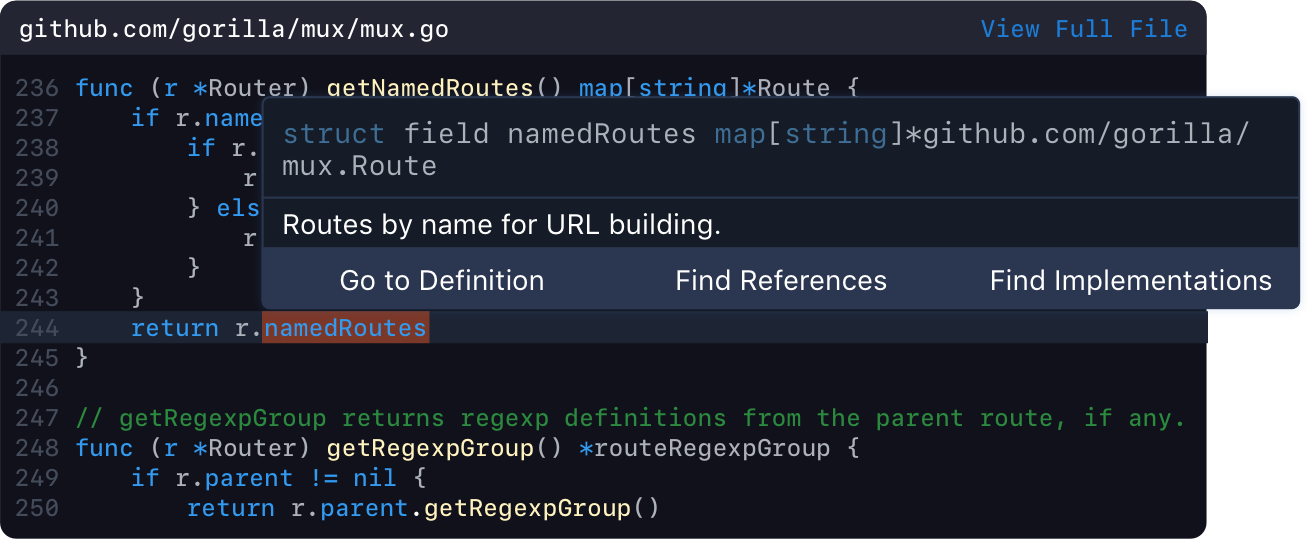 github.com/gorilla/mux/mux.go View Full File
236 func (r *Router) getNamedRoutes() map[string]*Route {
237 if r.name
struct field namedRoutes map[string]*github.com/gorilla/
238 if r.
mux.Route
239 r
240 } els
Routes by name for URL building.
241 r
242 }
Go to Definition Find References Find Implementations
243 }
244 return r.namedRoutes
245 }
246
247 // getRegexpGroup returns regexp definitions from the parent route, if any.
248 func (r *Router) getRegexpGroup() *routeRegexpGroup {
249 if r.parent != nil {
250 return r.parent.getRegexpGroup()